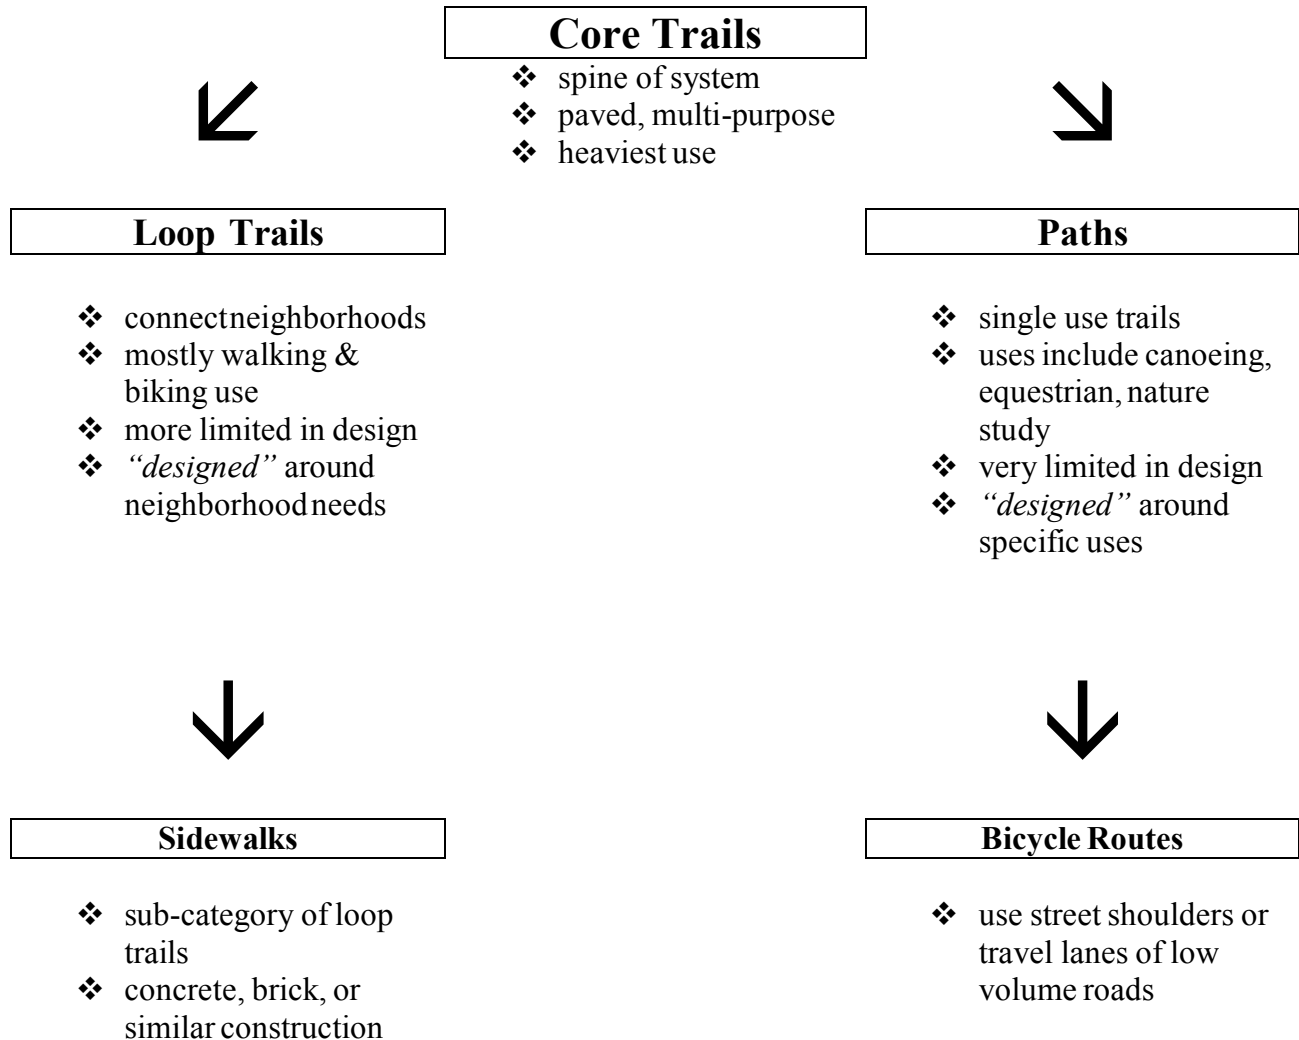 Core Trails
❖ spine of system
❖ paved, multi-purpose
❖ heaviest use
Loop Trails
❖ connectneighborhoods
❖ mostly walking &
biking use
❖ more limited in design
❖ “designed” around
neighborhoodneeds
Paths
❖ single use trails
❖ uses include canoeing,
equestrian, nature
study
❖ very limited in design
❖ “designed” around
specific uses
Sidewalks
❖ sub-category of loop
trails
❖ concrete, brick, or
similar construction
Bicycle Routes
❖ use street shoulders or
travel lanes of low
volume roads